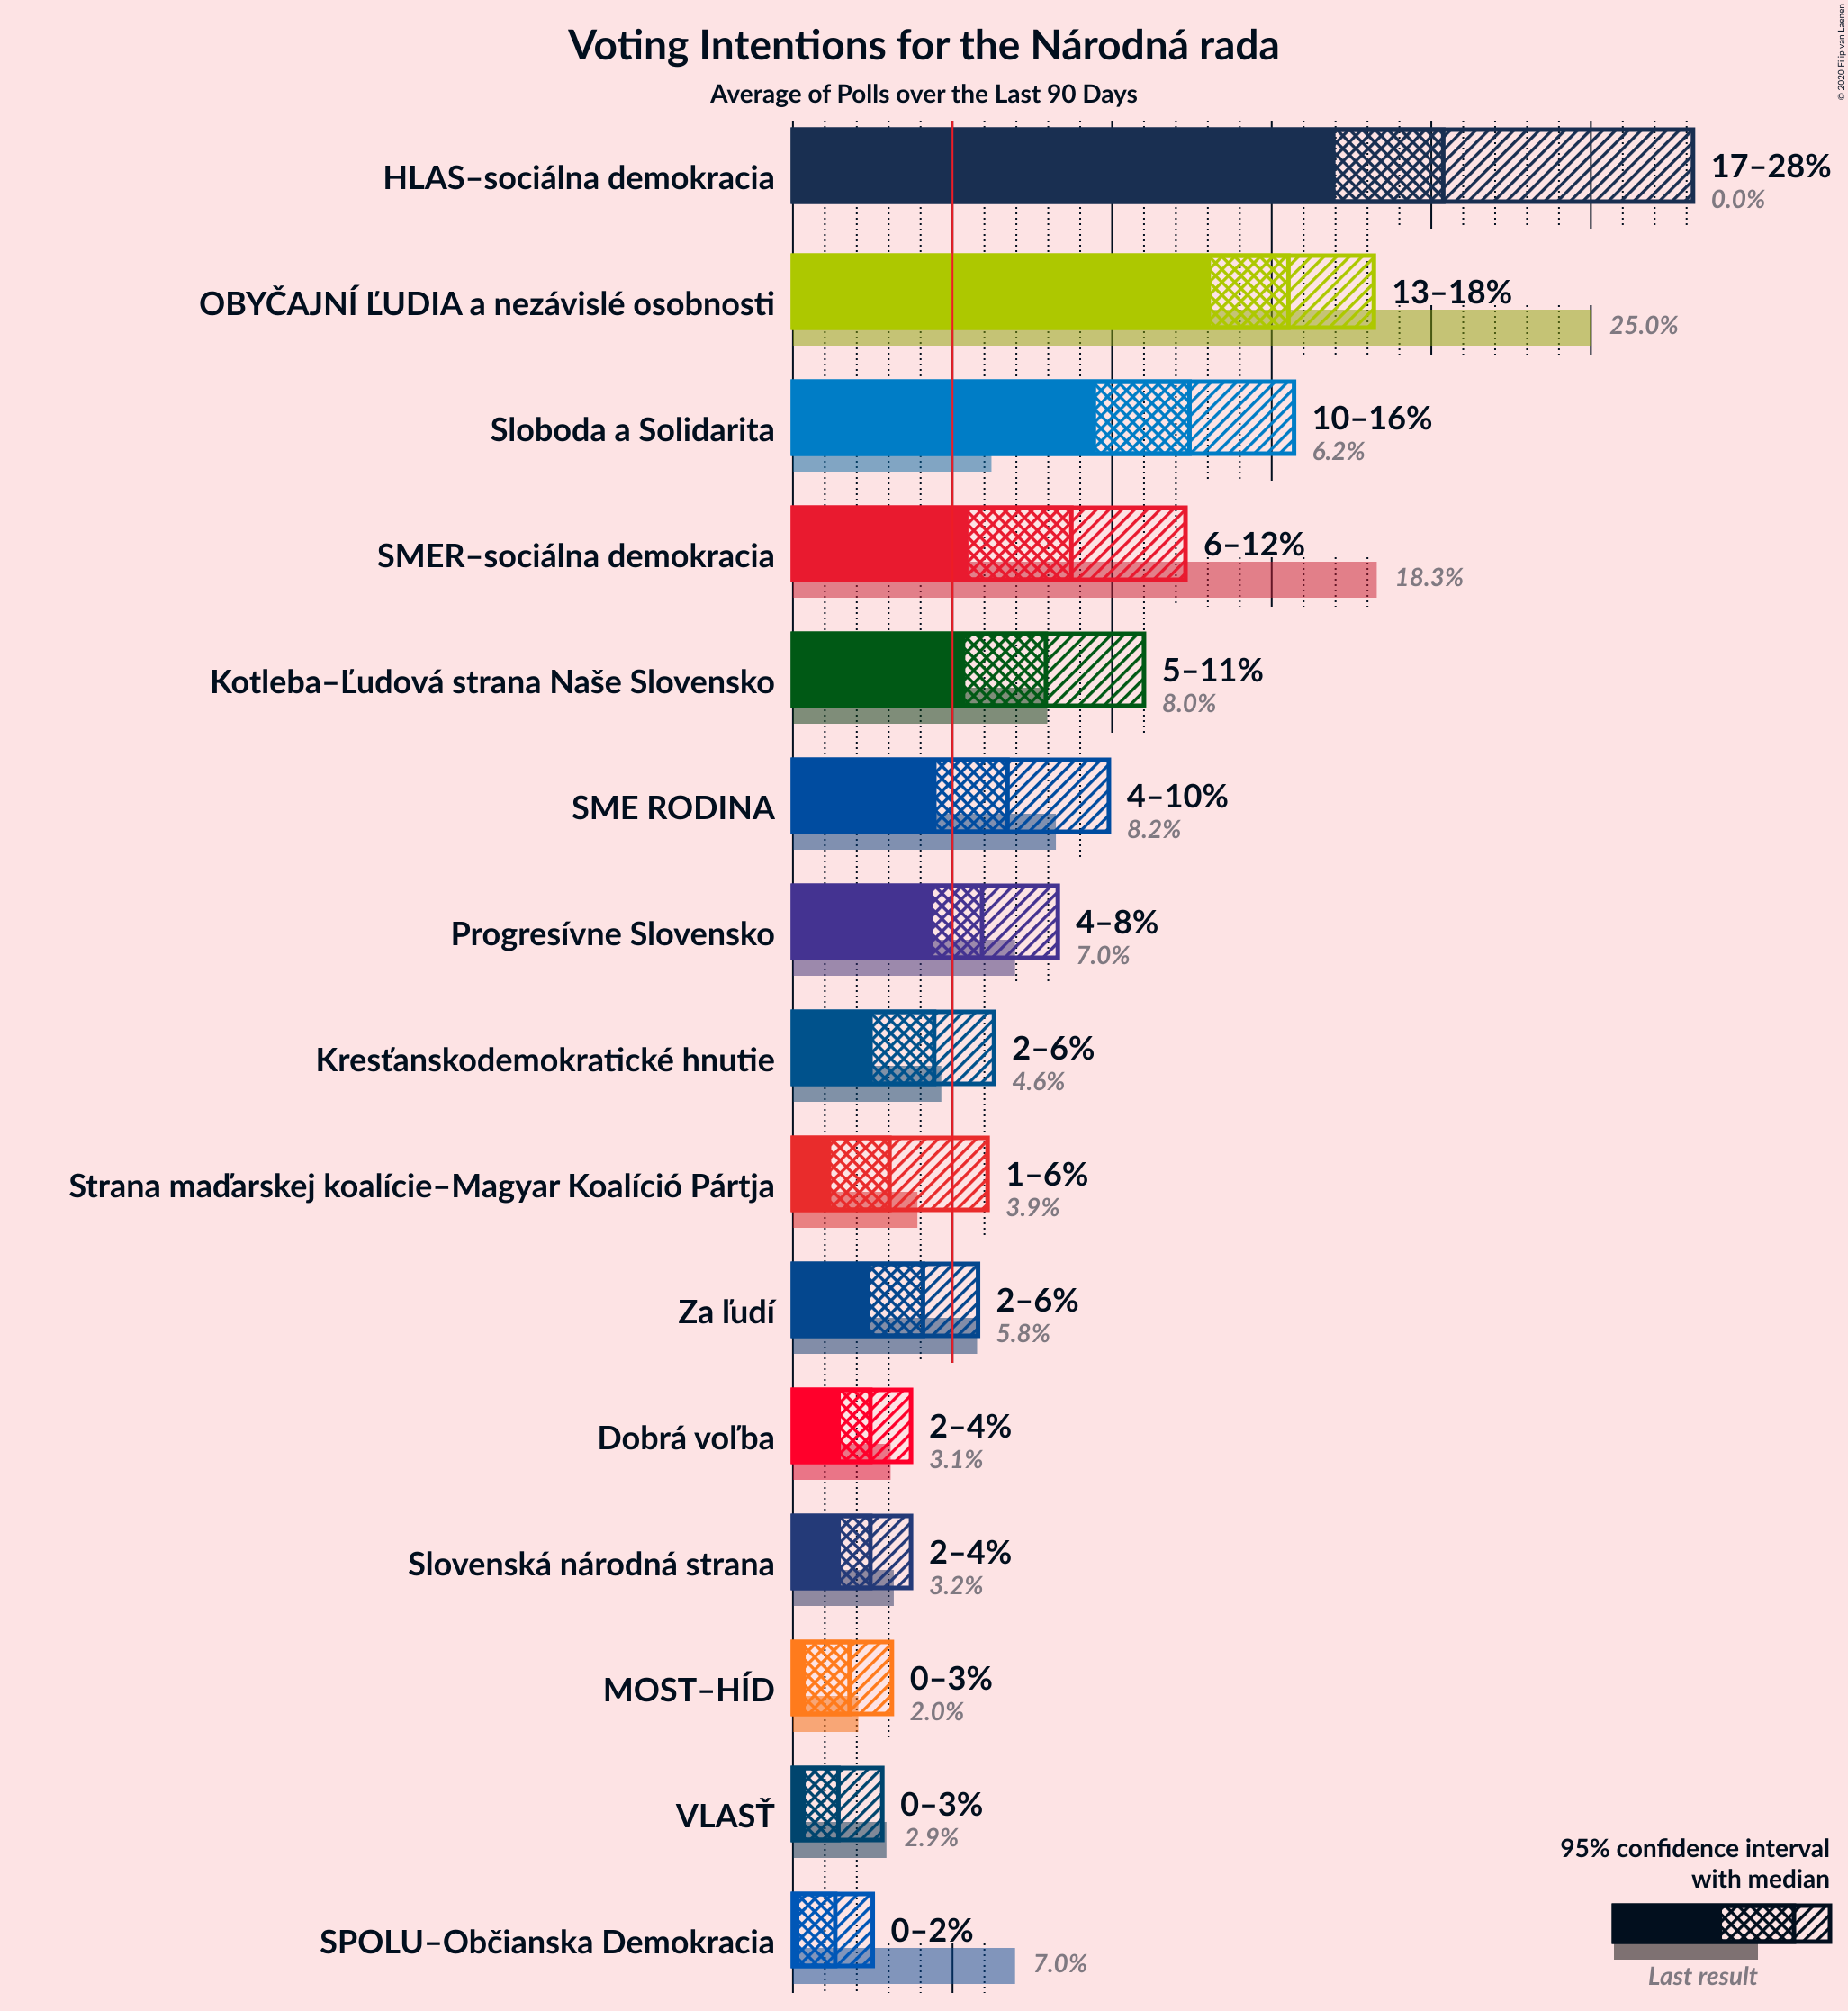 Voting Intentions for the Národná rada
Average of Polls over the Last 90 Days
© 2020 Filip van Laenen
HLAS–sociálna demokracia
17–28%
0.0%
OBYČAJNÍ ĽUDIA a nezávislé osobnosti
13–18%
25.0%
Sloboda a Solidarita
10–16%
6.2%
SMER–sociálna demokracia
6–12%
18.3%
Kotleba–Ľudová strana Naše Slovensko
5–11%
8.0%
SME RODINA
4–10%
8.2%
Progresívne Slovensko
4–8%
7.0%
Kresťanskodemokratické hnutie
2–6%
4.6%
Strana maďarskej koalície–Magyar Koalíció Pártja
1–6%
3.9%
Za ľudí
2–6%
5.8%
Dobrá voľba
2–4%
3.1%
Slovenská národná strana
2–4%
3.2%
MOST–HÍD
0–3%
2.0%
VLASŤ
0–3%
2.9%
SPOLU–Občianska Demokracia
0–2%
7.0%
95% confidence interval
with median
Last result